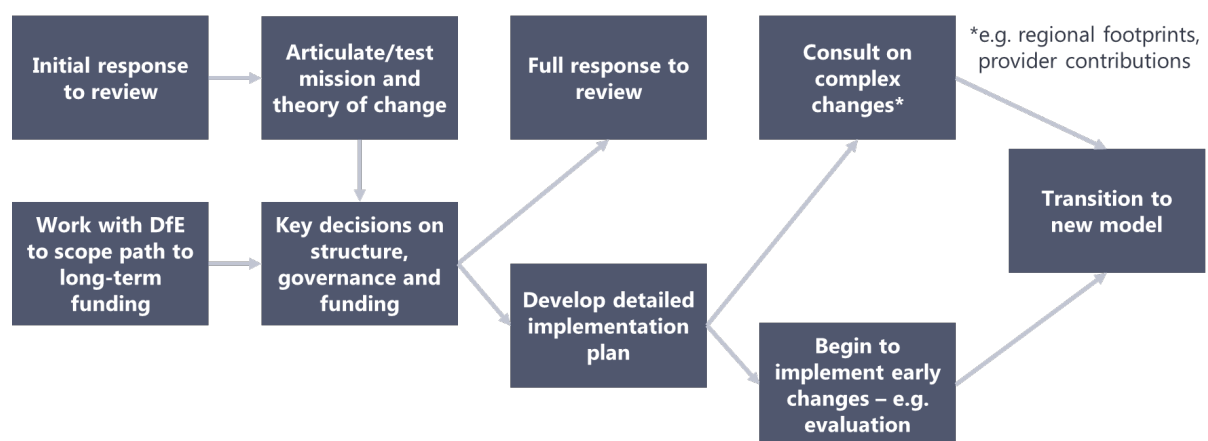 Initial response
to review
Articulate/test
mission and
theory of change
Full response to
review
Consult on
complex
changes*
*e.g. regional footprints,
provider contributions
Work with DfE
to scope path to
long-term
funding
Key decisions on
structure,
governance and
funding
Develop detailed
implementation
plan
Begin to
implement early
changes – e.g.
evaluation
Transition to
new model